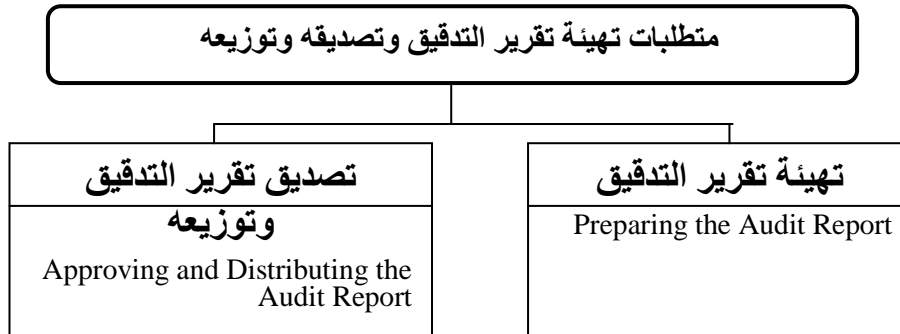 متطلبات تهيئة تقرير التدقيق وتصديقه وتوزيعه
تهيئة تقرير التدقيق
Preparing the Audit Report
تصديق تقرير التدقيق
وتوزيعه
Approving and Distributing the
Audit Report